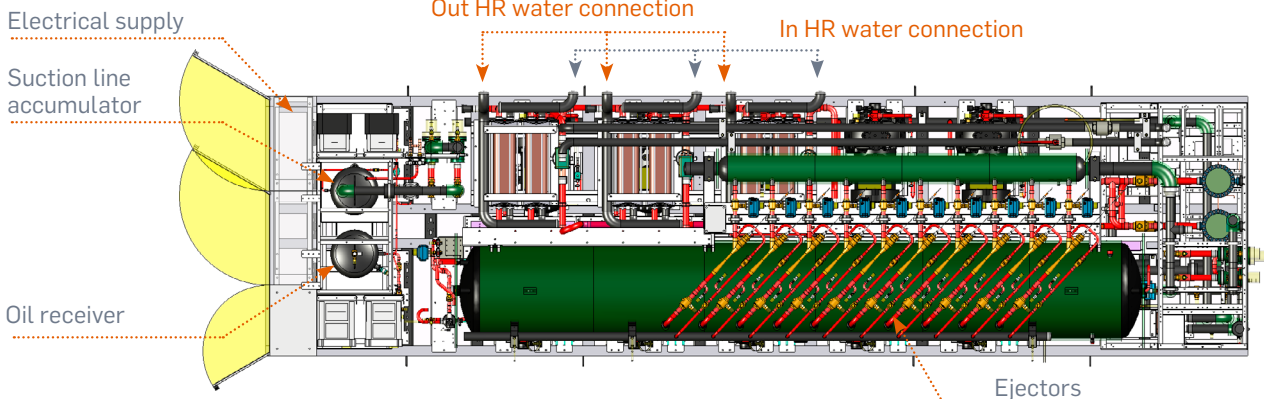 Out HR water connection
Electrical supply
In HR water connection
Suction line
accumulator
Oil receiver
Ejectors